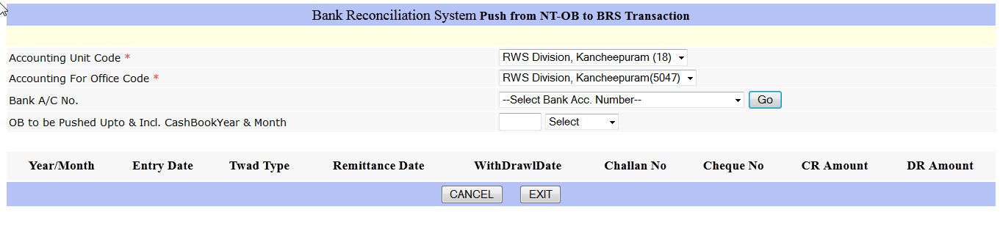 Bank Reconciliation System Push from NT-OB to BRS Transaction
Accounting Unit Code * RWS Division, Kancheepuram (18)
Accounting For Office Code * RWS Division, Kancheepuram(5047)
Bank A/C No. --Select Bank Acc. Number-- Go
OB to be Pushed Upto & Incl. CashBookYear & Month Select
Year/Month Entry Date Twad Type Remittance Date WithDrawlDate Challan No Cheque No CR Amount DR Amount
CANCEL EXIT